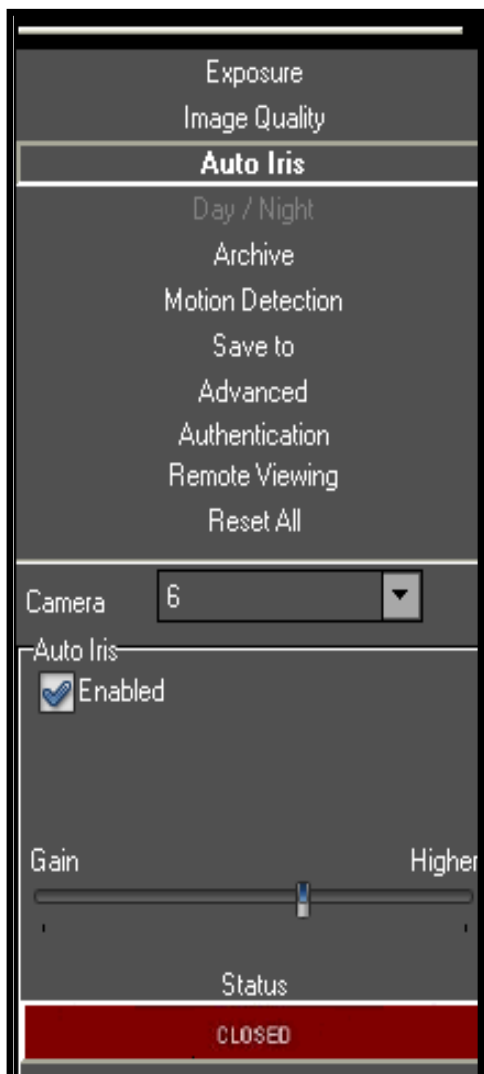 Exposure
Image Quality
Auto Iris
Day / Night
Archive
Motion Detection
Save to
Advanced
Authentication
Remote Viewing
Reset All
Camera 6
Auto Iris
Enabled
Gain Higher
Status
CLOSED